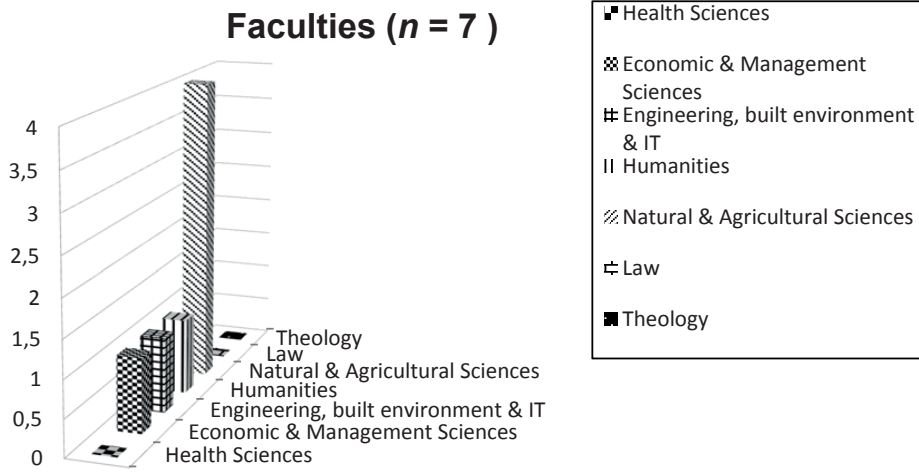 Faculties (n = 7 )
4
3,5
3
2,5
2
1,5
1
0,5
0
Theology
Law
Natural & Agricultural Sciences
Humanities
Engineering, built environment & IT
Economic & Management Sciences
Health Sciences
Health Sciences
Economic & Management
Sciences
Engineering, built environment
& IT
Humanities
Natural & Agricultural Sciences
Law
Theology